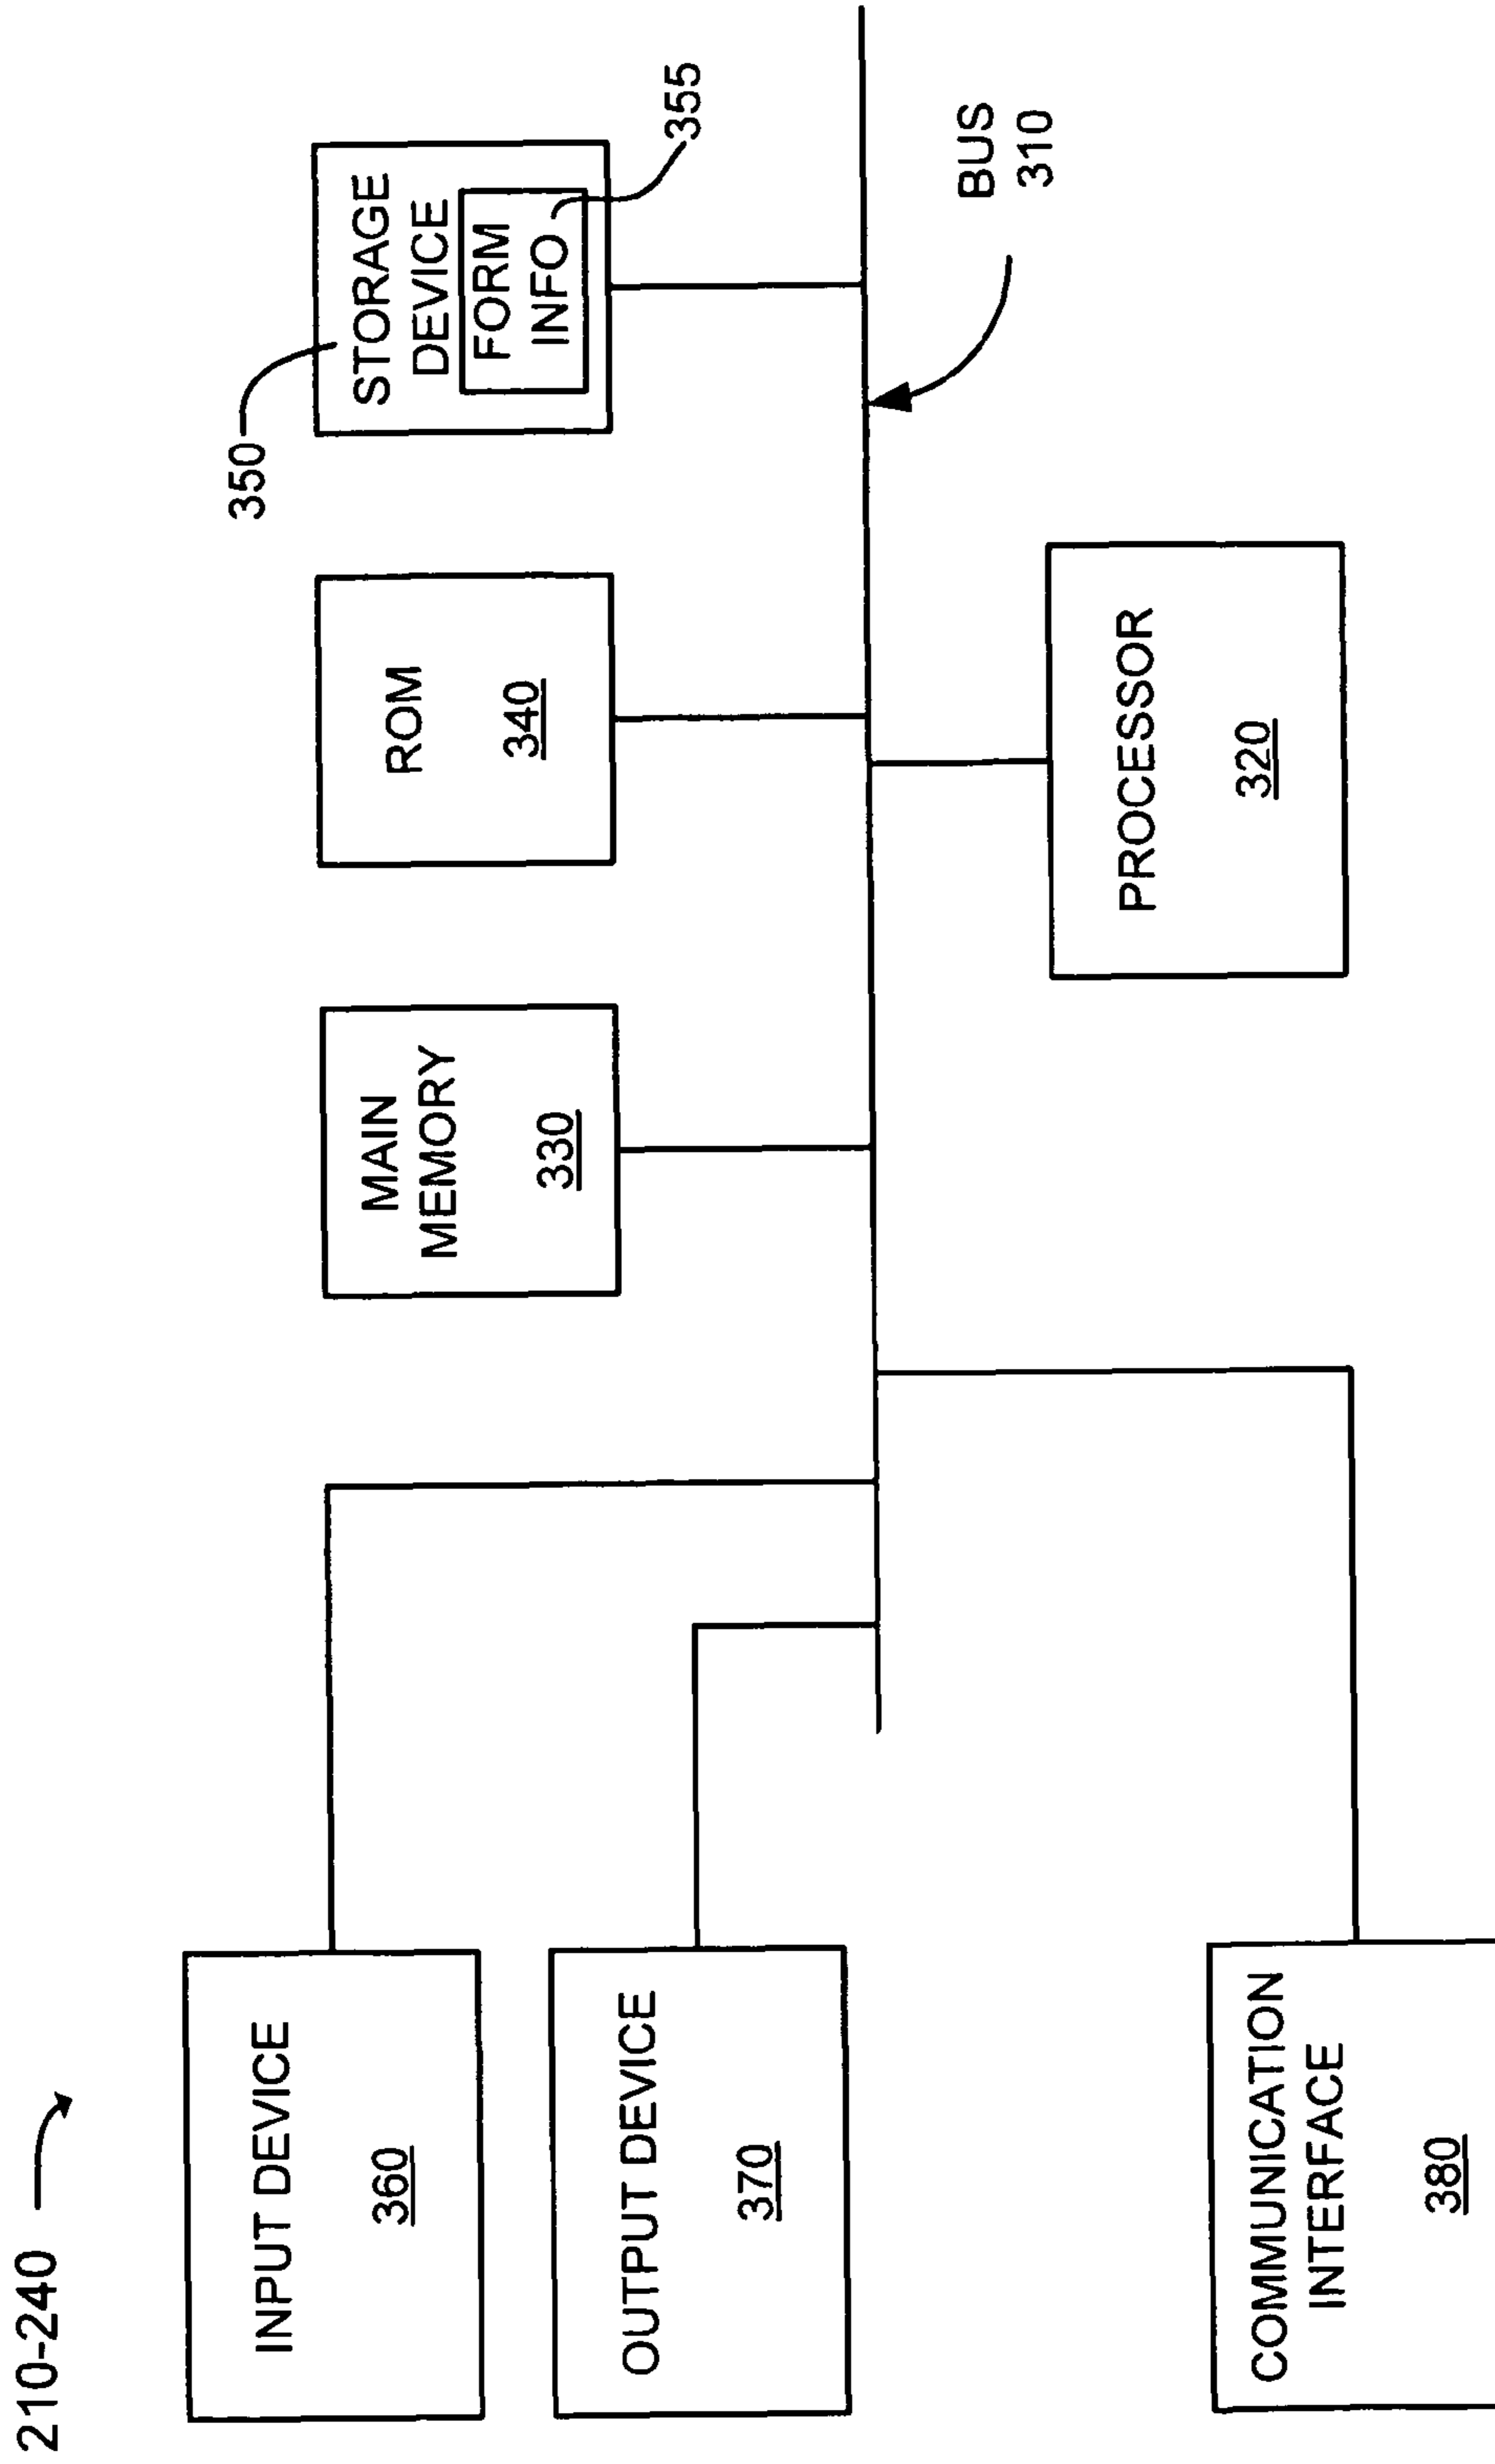 210-240
INPUT DEVICE
360
OUTPUT DEVICE
370
COMMUNICATION
INTERFACE
380
MAIN
MEMORY
330
ROM
340
350
STORAGE
DEVICE
FORM
INFO
355
BUS
310
PROCESSOR
320